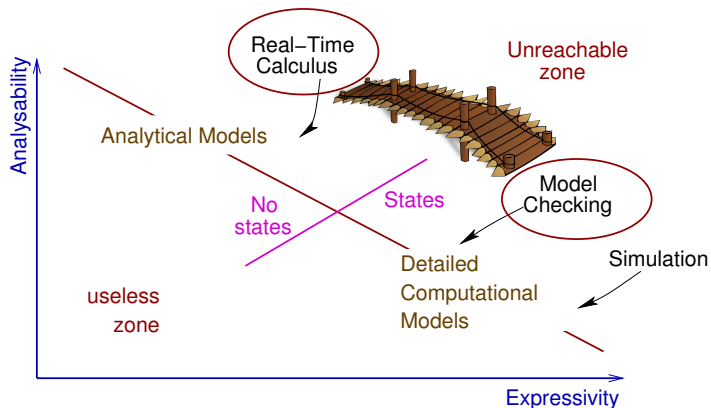 Real−Time
Calculus
Unreachable
zone
Analysability
Analytical Models
Model
Checking
No
states
States
Simulation
Detailed
Computational
Models
useless
zone
Expressivity